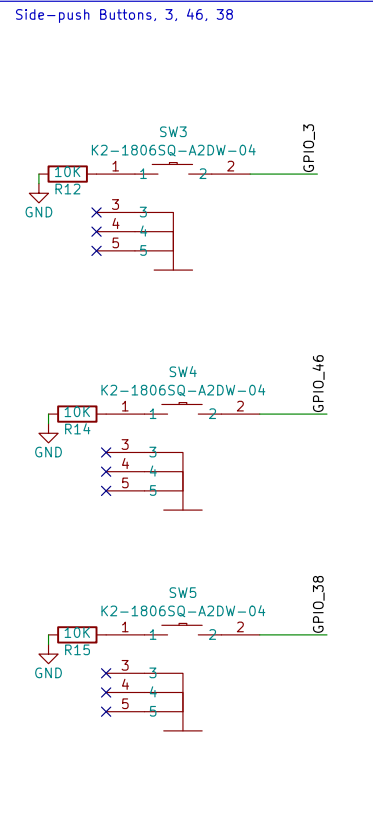 Side-push Buttons, 3, 46, 38
SW3
K2-1806SQ-A2DW-04
GPIO_3
10K
1
1
2
2
R12
GND
3
3
4
4
5
5
SW4
K2-1806SQ-A2DW-04
GPIO_46
10K
1
1
2
2
R14
GND
3
3
4
4
5
5
SW5
K2-1806SQ-A2DW-04
GPIO_38
10K
1
1
2
2
R15
GND
3
3
4
4
5
5